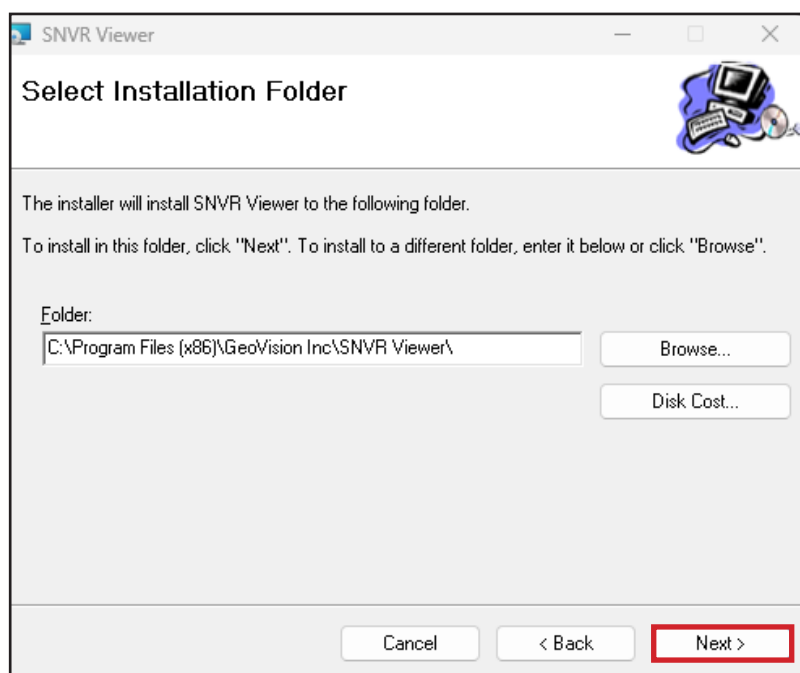 SNVR Viewer
Select Installation Folder
The installer will install SNVR Viewer to the following folder.
To install in this folder, click "Next". To install to a different folder, enter it below or click "Browse".
Folder:
C:\Program Files (x86)\GeoVision Inc\SNVR Viewer\
Browse...
Disk Cost...
Cancel
< Back
Next >